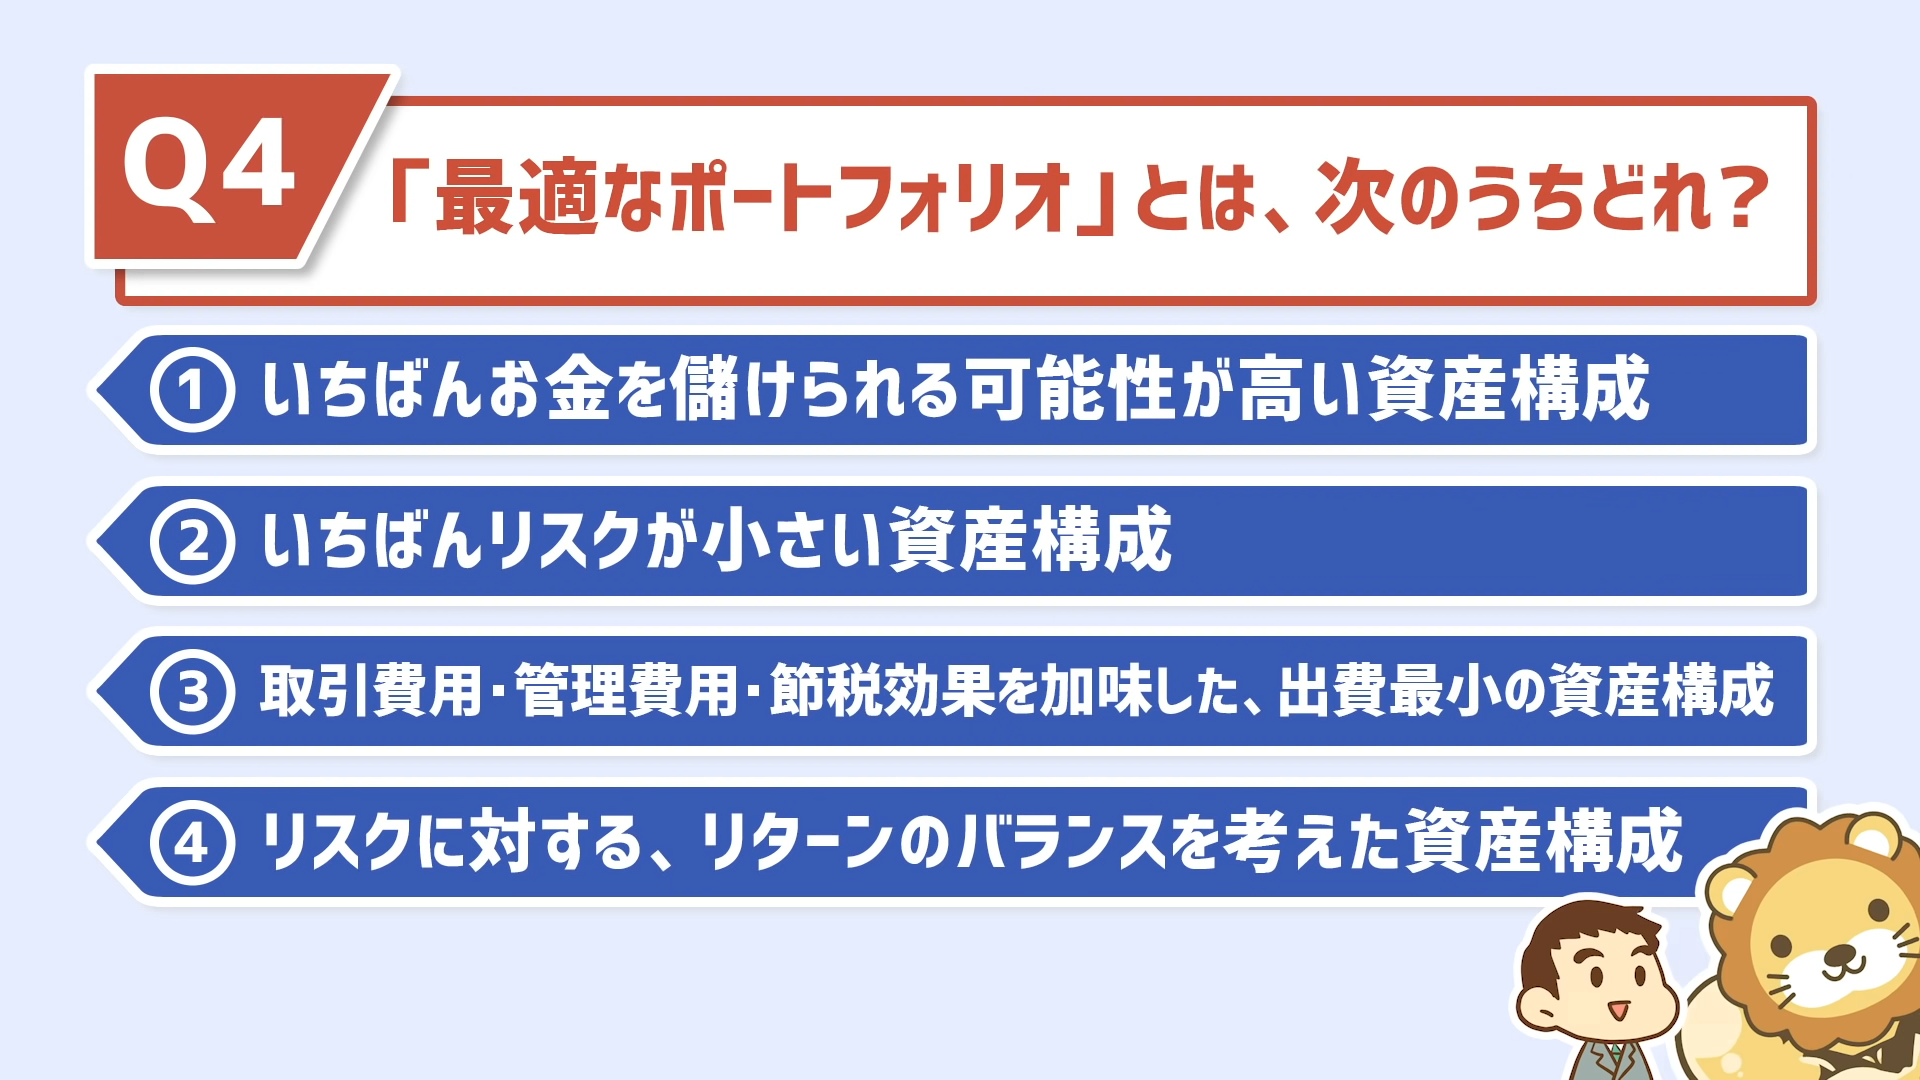 Q4
「最適なポートフォリオ」とは、次のうちどれ？
① いちばんお金を儲けられる可能性が高い資産構成
② いちばんリスクが小さい資産構成
③ 取引費用・管理費用・節税効果を加味した、出費最小の資産構成
④ リスクに対する、リターンのバランスを考えた資産構成